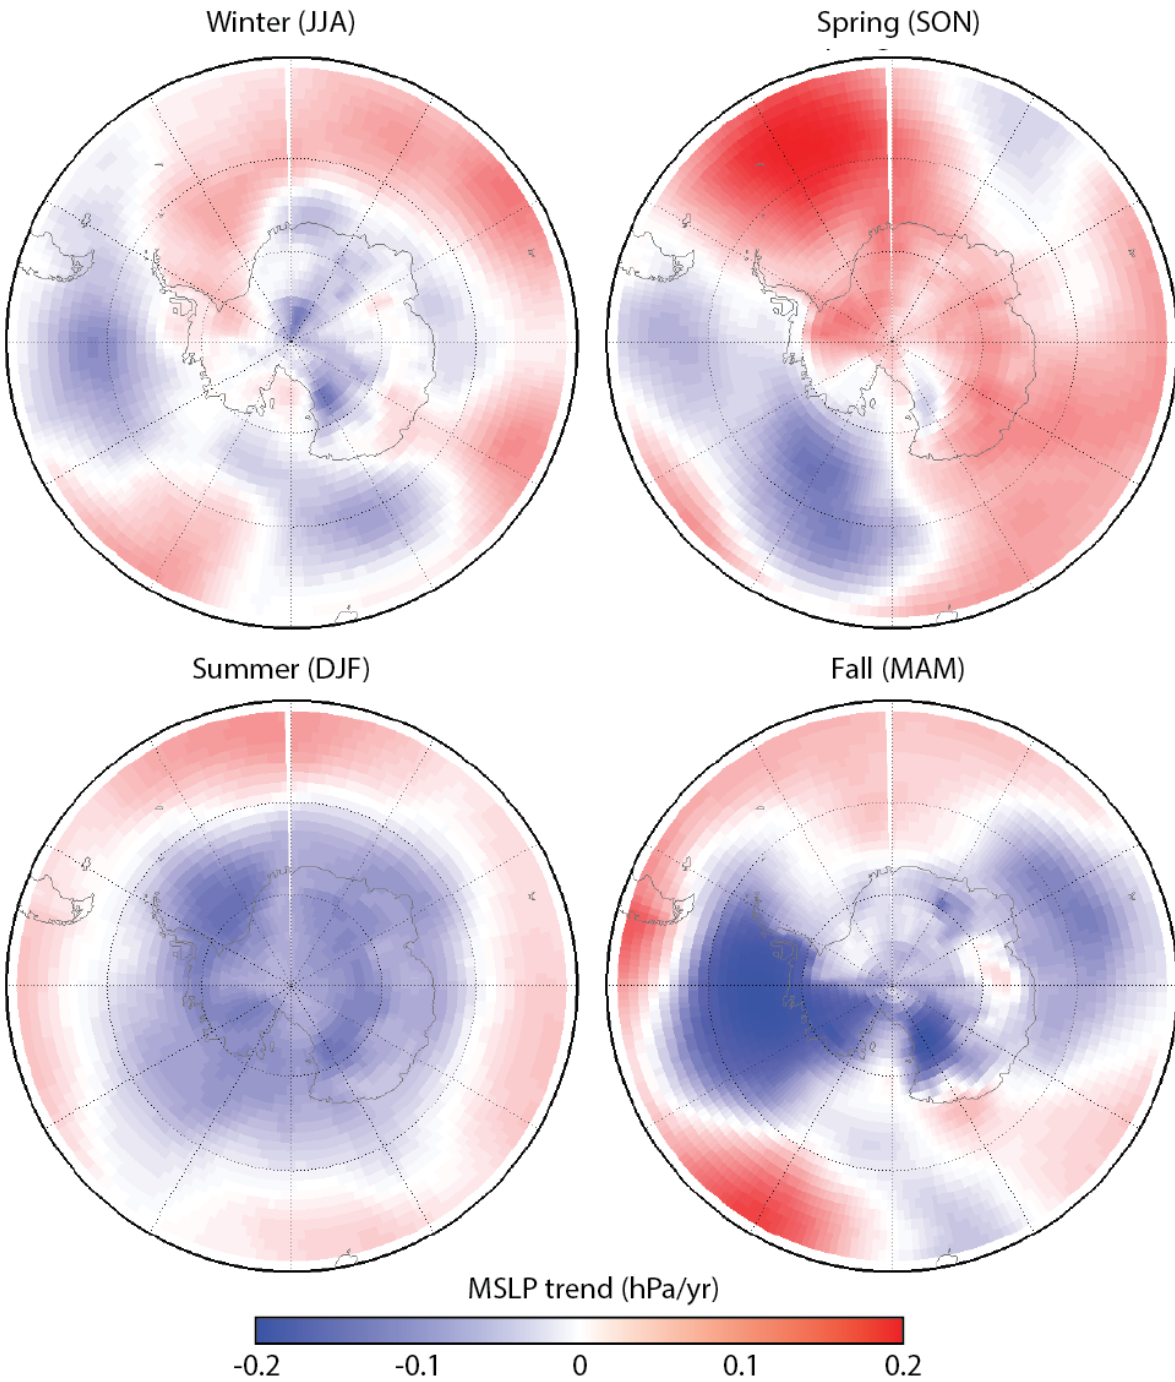 Winter (JJA)
Spring (SON)
Summer (DJF)
Fall (MAM)
MSLP trend (hPa/yr)
-0.2 -0.1 0 0.1 0.2